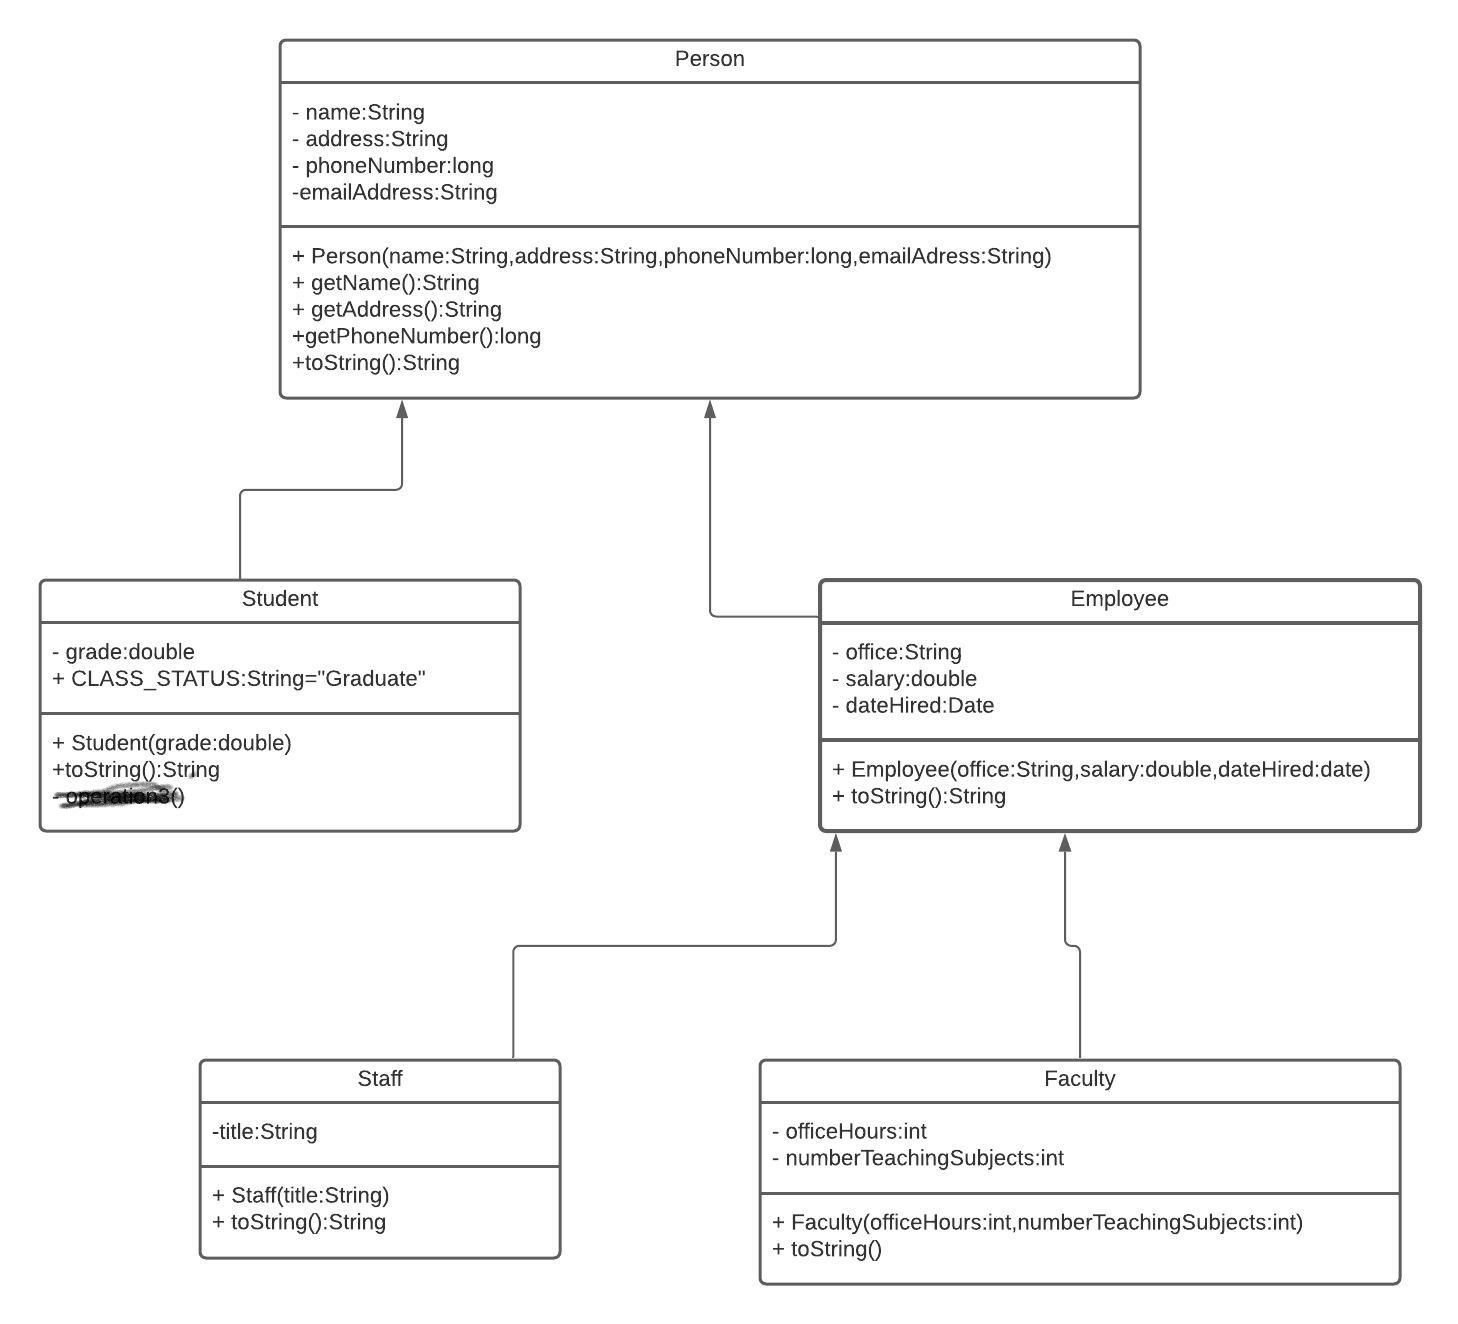 Person
- name:String
- address:String
- phoneNumber:long
-emailAddress:String
+ Person(name:String,address:String,phoneNumber:long,emailAdress:String)
+ getName():String
+ getAddress():String
+getPhoneNumber():long
+toString():String
Student
- grade:double
+ CLASS_STATUS:String="Graduate"
+ Student(grade:double)
+toString():String
- operation3()
Employee
- office:String
- salary:double
- dateHired:Date
+ Employee(office:String,salary:double,dateHired:date)
+ toString():String
Staff
-title:String
+ Staff(title:String)
+ toString():String
Faculty
- officeHours:int
- numberTeachingSubjects:int
+ Faculty(officeHours:int,numberTeachingSubjects:int)
+ toString()